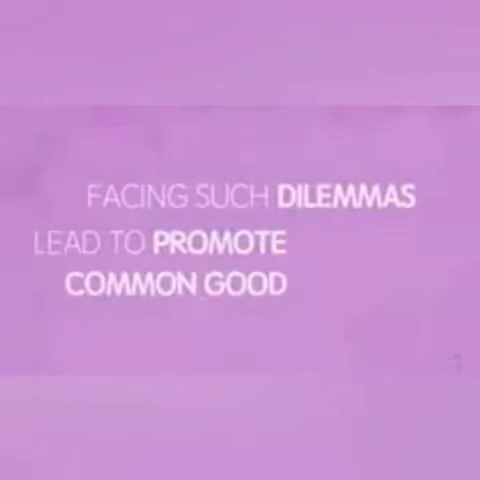 FACING SUCH DILEMMAS
LEAD TO PROMOTE
COMMON GOOD